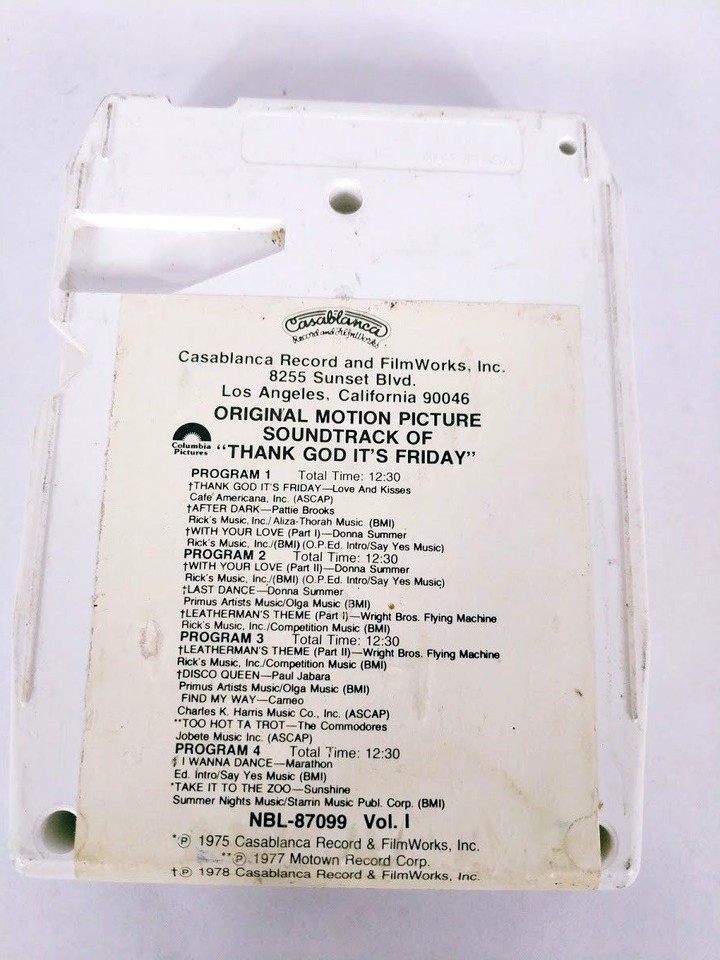 Casablanca
Record and FilmWorks
Casablanca Record and FilmWorks, Inc.
8255 Sunset Blvd.
Los Angeles, California 90046
ORIGINAL MOTION PICTURE
SOUNDTRACK OF
Columbia
Pictures
"THANK GOD IT'S FRIDAY"
PROGRAM 1 Total Time: 12:30
†THANK GOD IT'S FRIDAY—Love And Kisses
Cafe Americana, Inc. (ASCAP)
†AFTER DARK—Pattie Brooks
Rick's Music, Inc./Aliza-Thorah Music (BMI)
†WITH YOUR LOVE (Part I)—Donna Summer
Rick's Music, Inc./(BMI) (O.P.Ed. Intro/Say Yes Music)
PROGRAM 2 Total Time: 12:30
†WITH YOUR LOVE (Part II)—Donna Summer
Rick's Music, Inc./(BMI) (O.P.Ed. Intro/Say Yes Music)
†LAST DANCE—Donna Summer
Primus Artists Music/Olga Music (BMI)
†LEATHERMAN'S THEME (Part I)—Wright Bros. Flying Machine
Rick's Music, Inc./Competition Music (BMI)
PROGRAM 3 Total Time: 12:30
†LEATHERMAN'S THEME (Part II)—Wright Bros. Flying Machine
Rick's Music, Inc./Competition Music (BMI)
†DISCO QUEEN—Paul Jabara
Primus Artists Music/Olga Music (BMI)
FIND MY WAY—Cameo
Charles K. Harris Music Co., Inc. (ASCAP)
**TOO HOT TA TROT—The Commodores
Jobete Music Inc. (ASCAP)
PROGRAM 4 Total Time: 12:30
‡ I WANNA DANCE—Marathon
Ed. Intro/Say Yes Music (BMI)
*TAKE IT TO THE ZOO—Sunshine
Summer Nights Music/Starrin Music Publ. Corp. (BMI)
NBL-87099 Vol. I
*℗ 1975 Casablanca Record & FilmWorks, Inc.
**℗ 1977 Motown Record Corp.
†℗ 1978 Casablanca Record & FilmWorks, Inc.